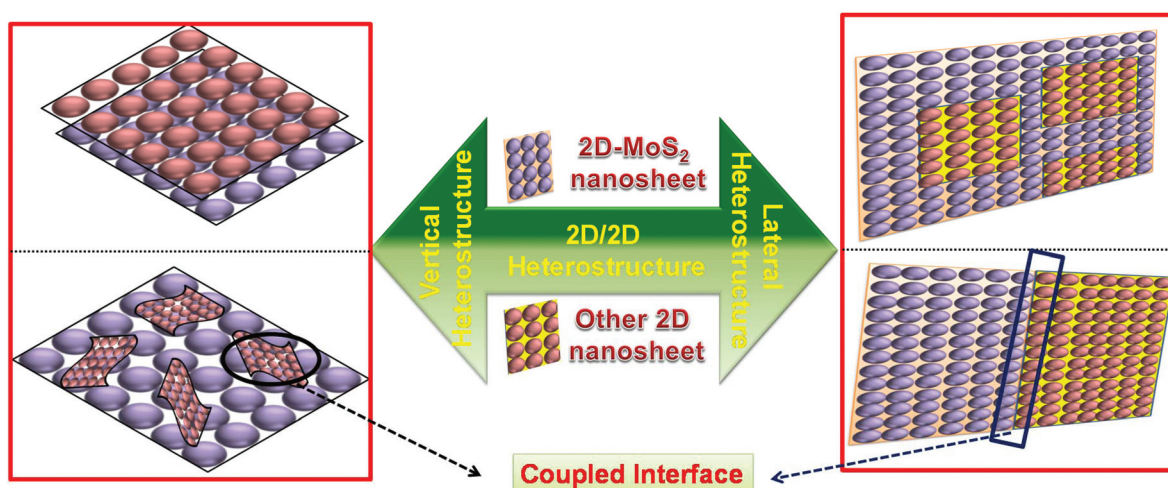 Vertical
Heterostructure
2D-MoS₂
nanosheet
2D/2D
Heterostructure
Other 2D
nanosheet
Lateral
Heterostructure
Coupled Interface